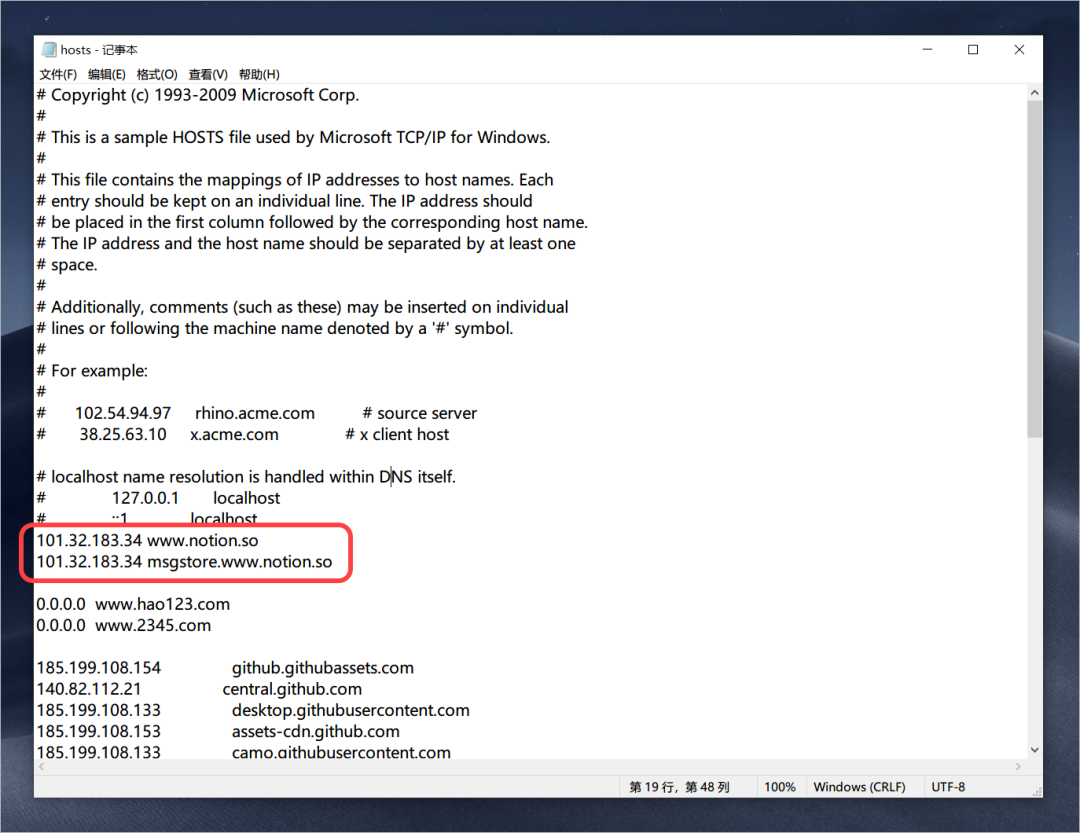 hosts - 记事本
文件(F) 编辑(E) 格式(O) 查看(V) 帮助(H)
# Copyright (c) 1993-2009 Microsoft Corp.
#
# This is a sample HOSTS file used by Microsoft TCP/IP for Windows.
#
# This file contains the mappings of IP addresses to host names. Each
# entry should be kept on an individual line. The IP address should
# be placed in the first column followed by the corresponding host name.
# The IP address and the host name should be separated by at least one
# space.
#
# Additionally, comments (such as these) may be inserted on individual
# lines or following the machine name denoted by a '#' symbol.
#
# For example:
#
# 102.54.94.97 rhino.acme.com # source server
# 38.25.63.10 x.acme.com # x client host
# localhost name resolution is handled within DNS itself.
# 127.0.0.1 localhost
# ::1 localhost
101.32.183.34 www.notion.so
101.32.183.34 msgstore.www.notion.so
0.0.0.0 www.hao123.com
0.0.0.0 www.2345.com
185.199.108.154 github.githubassets.com
140.82.112.21 central.github.com
185.199.108.133 desktop.githubusercontent.com
185.199.108.153 assets-cdn.github.com
185.199.108.133 camo.githubusercontent.com
第 19 行，第 48 列 100% Windows (CRLF) UTF-8